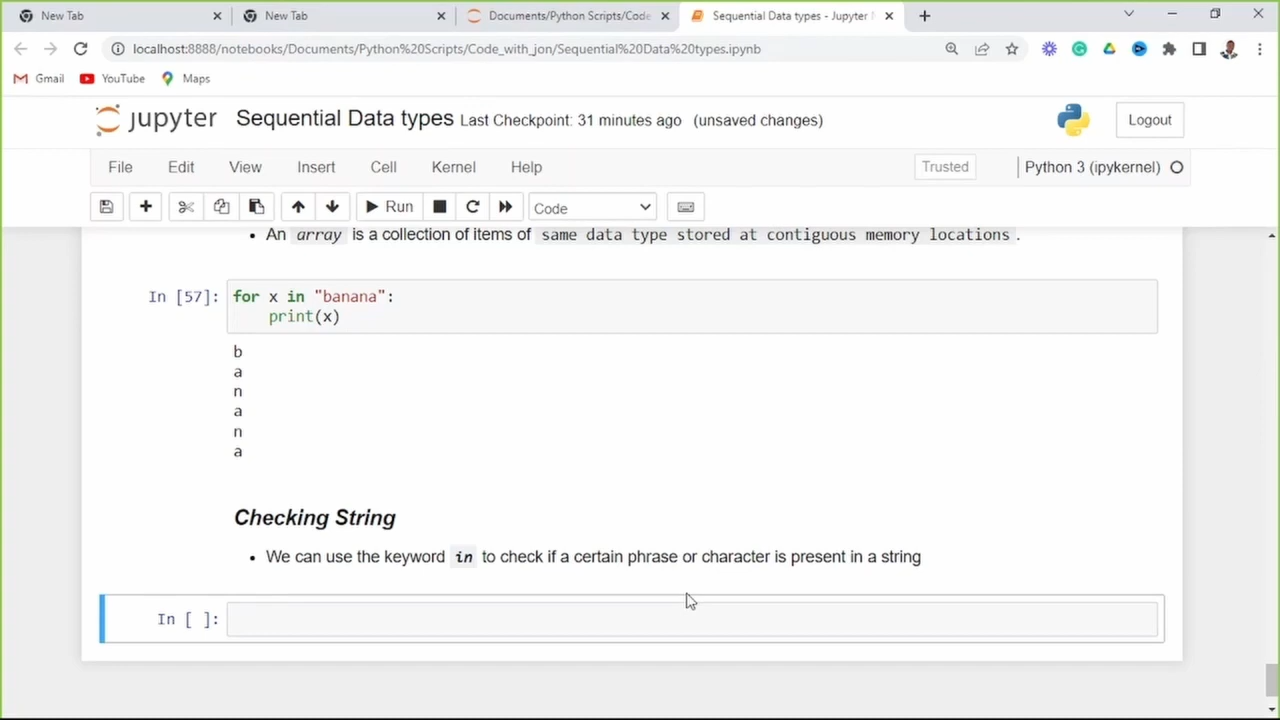 New Tab
New Tab
Documents/Python Scripts/Code
Sequential Data types - Jupyter
localhost:8888/notebooks/Documents/Python%20Scripts/Code_with_jon/Sequential%20Data%20types.ipynb
Gmail YouTube Maps
jupyter Sequential Data types Last Checkpoint: 31 minutes ago (unsaved changes) Logout
File Edit View Insert Cell Kernel Help Trusted Python 3 (ipykernel)
Run Code
• An array is a collection of items of same data type stored at contiguous memory locations .
In [57]: for x in "banana":
print(x)
b
a
n
a
n
a
Checking String
• We can use the keyword in to check if a certain phrase or character is present in a string
In [ ]: